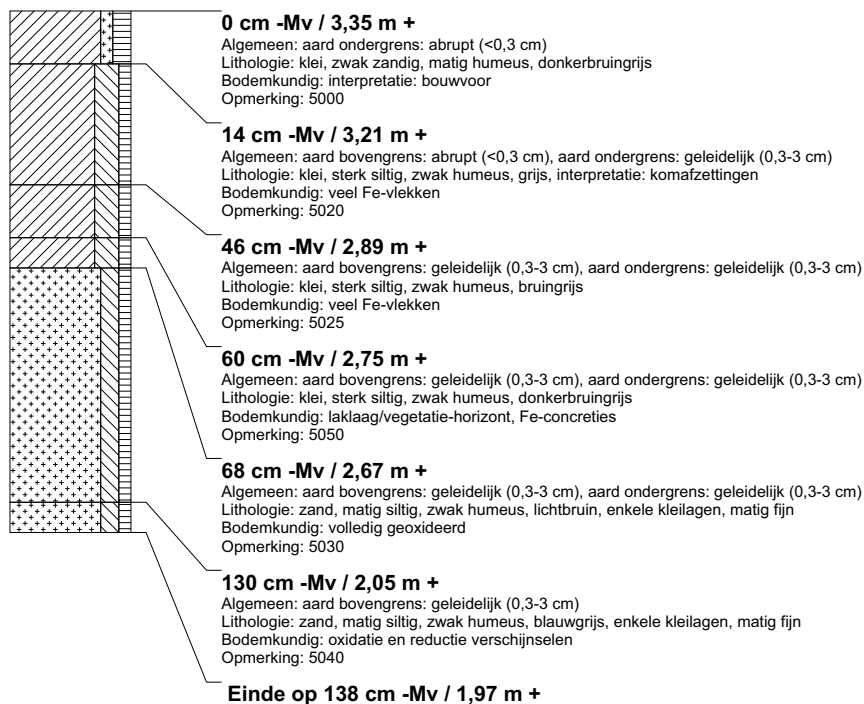 0 cm -Mv / 3,35 m +
Algemeen: aard ondergrens: abrupt (<0,3 cm)
Lithologie: klei, zwak zandig, matig humeus, donkerbruingrijs
Bodemkundig: interpretatie: bouwvoor
Opmerking: 5000
14 cm -Mv / 3,21 m +
Algemeen: aard bovengrens: abrupt (<0,3 cm), aard ondergrens: geleidelijk (0,3-3 cm)
Lithologie: klei, sterk siltig, zwak humeus, grijs, interpretatie: komafzettingen
Bodemkundig: veel Fe-vlekken
Opmerking: 5020
46 cm -Mv / 2,89 m +
Algemeen: aard bovengrens: geleidelijk (0,3-3 cm), aard ondergrens: geleidelijk (0,3-3 cm)
Lithologie: klei, sterk siltig, zwak humeus, bruingrijs
Bodemkundig: veel Fe-vlekken
Opmerking: 5025
60 cm -Mv / 2,75 m +
Algemeen: aard bovengrens: geleidelijk (0,3-3 cm), aard ondergrens: geleidelijk (0,3-3 cm)
Lithologie: klei, sterk siltig, zwak humeus, donkerbruingrijs
Bodemkundig: laklaag/vegetatie-horizont, Fe-concreties
Opmerking: 5050
68 cm -Mv / 2,67 m +
Algemeen: aard bovengrens: geleidelijk (0,3-3 cm), aard ondergrens: geleidelijk (0,3-3 cm)
Lithologie: zand, matig siltig, zwak humeus, lichtbruin, enkele kleilagen, matig fijn
Bodemkundig: volledig geoxideerd
Opmerking: 5030
130 cm -Mv / 2,05 m +
Algemeen: aard bovengrens: geleidelijk (0,3-3 cm)
Lithologie: zand, matig siltig, zwak humeus, blauwgrijs, enkele kleilagen, matig fijn
Bodemkundig: oxidatie en reductie verschijnselen
Opmerking: 5040
Einde op 138 cm -Mv / 1,97 m +